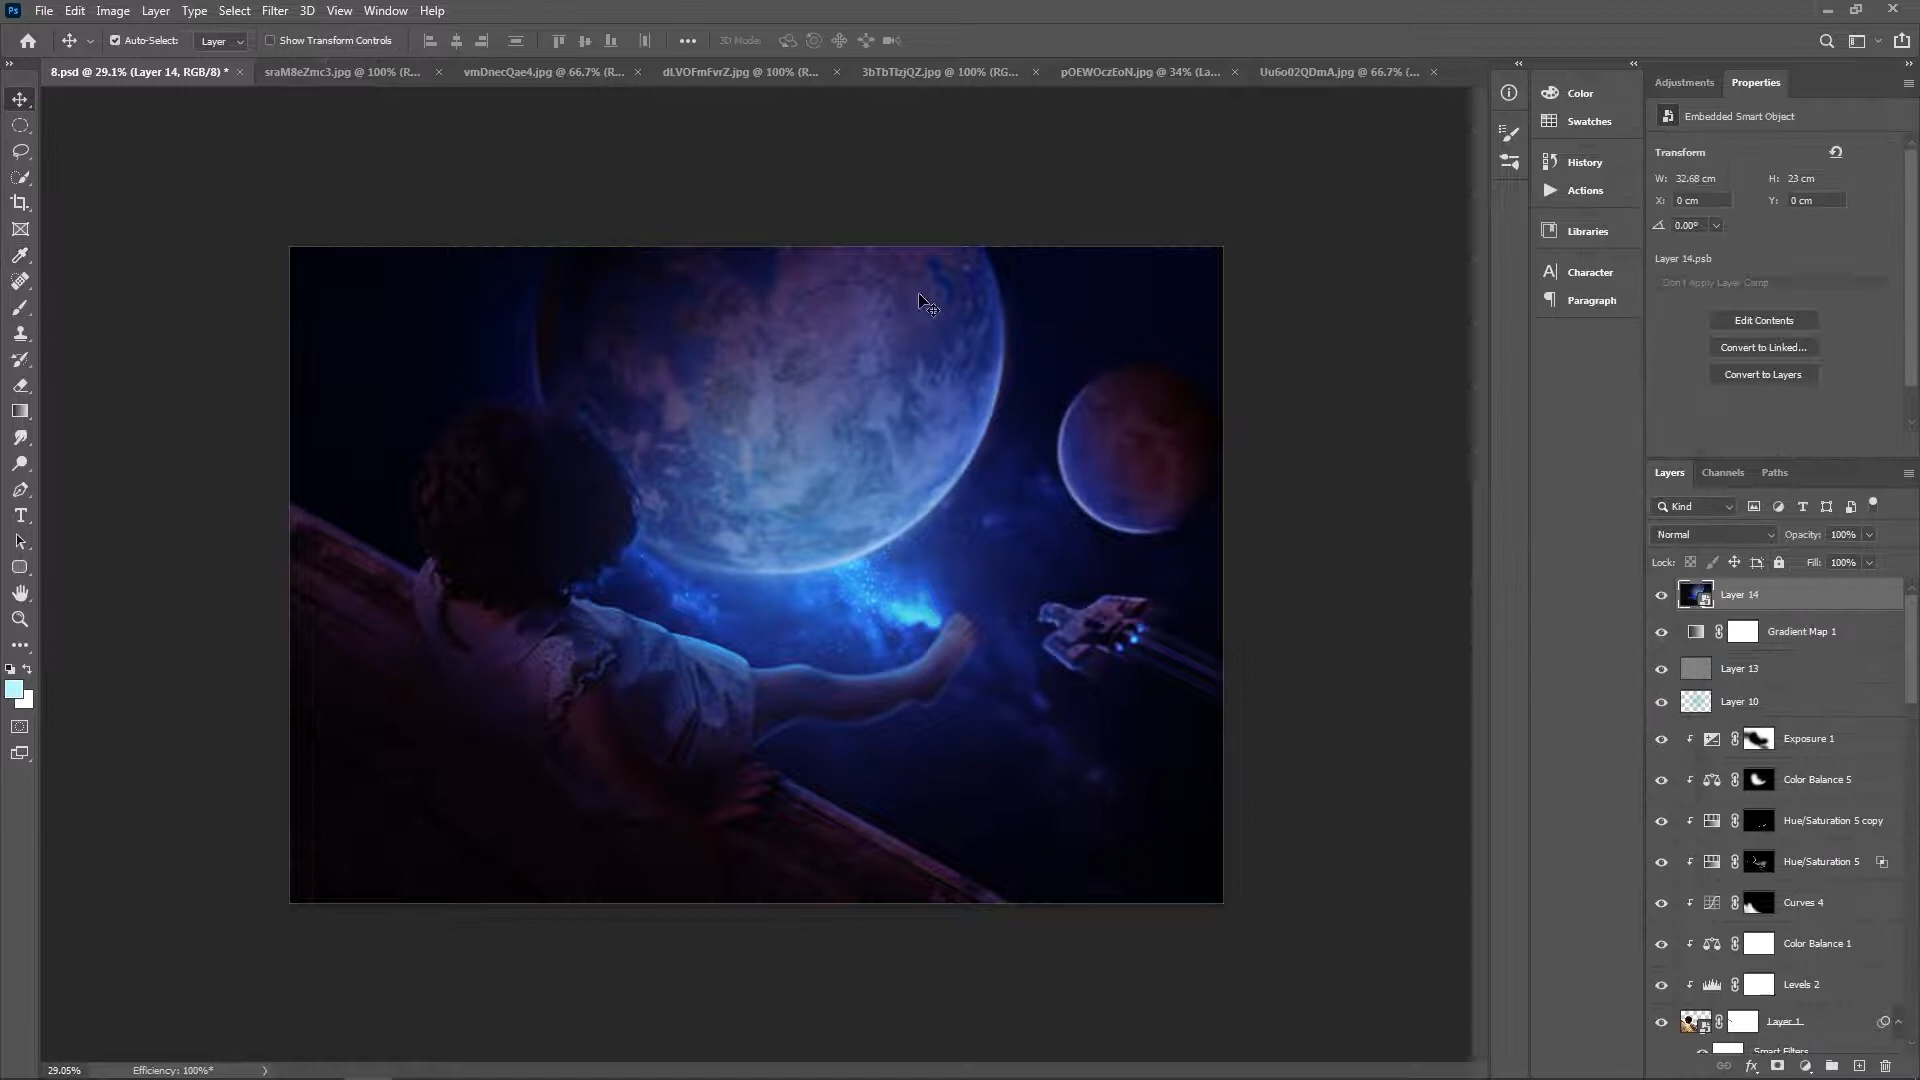 Ps File Edit Image Layer Type Select Filter 3D View Window Help
Auto-Select: Layer Show Transform Controls 3D Mode:
8.psd @ 29.1% (Layer 14, RGB/8) * sraM8eZmc3.jpg @ 100% (R... vmDnecQae4.jpg @ 66.7% (R... dLVOFmFvrZ.jpg @ 100% (R... 3bTbTlzjQZ.jpg @ 100% (RG... pOEWOczEoN.jpg @ 34% (La... Uu6o02QDmA.jpg @ 66.7% (...
Color
Swatches
History
Actions
Libraries
Character
Paragraph
Adjustments Properties
Embedded Smart Object
Transform
W: 32.68 cm H: 23 cm
X: 0 cm Y: 0 cm
0.00°
Layer 14.psb
Don't Apply Layer Comp
Edit Contents
Convert to Linked...
Convert to Layers
Layers Channels Paths
Kind
Normal Opacity: 100%
Lock: Fill: 100%
Layer 14
Gradient Map 1
Layer 13
Layer 10
Exposure 1
Color Balance 5
Hue/Saturation 5 copy
Hue/Saturation 5
Curves 4
Color Balance 1
Levels 2
Layer 1
Smart Filters
29.05% Efficiency: 100%*